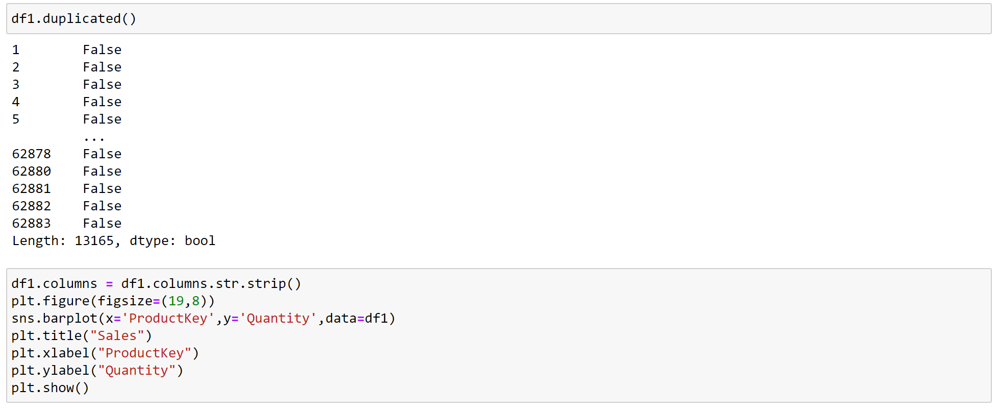 df1.duplicated()
1        False
2        False
3        False
4        False
5        False
         ...
62878    False
62880    False
62881    False
62882    False
62883    False
Length: 13165, dtype: bool
df1.columns = df1.columns.str.strip()
plt.figure(figsize=(19,8))
sns.barplot(x='ProductKey',y='Quantity',data=df1)
plt.title("Sales")
plt.xlabel("ProductKey")
plt.ylabel("Quantity")
plt.show()